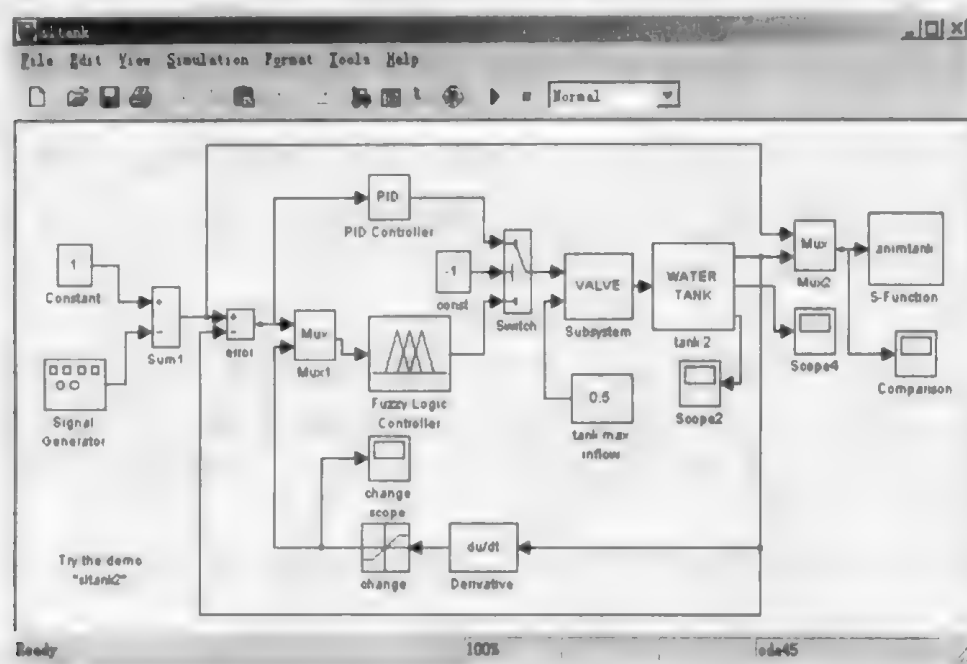 sltank
File Edit View Simulation Format Tools Help
Normal
PID
PID Controller
1
Constant
-1
const
Switch
VALVE
Subsystem
WATER
TANK
tank 2
Mux
Mux2
animtank
S-Function
+
-
Sum1
+
-
error
Mux
Mux1
Fuzzy Logic
Controller
Signal
Generator
0.5
tank max
inflow
Scope2
Scope4
Comparison
change
scope
change
du/dt
Derivative
Try the demo
"sltank2"
Ready
100%
ode45